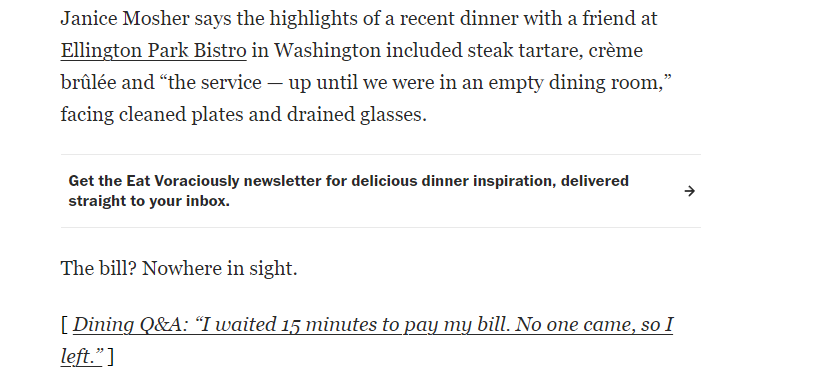 Janice Mosher says the highlights of a recent dinner with a friend at
Ellington Park Bistro in Washington included steak tartare, crème
brûlée and “the service — up until we were in an empty dining room,”
facing cleaned plates and drained glasses.
Get the Eat Voraciously newsletter for delicious dinner inspiration, delivered
straight to your inbox.
The bill? Nowhere in sight.
[ Dining Q&A: “I waited 15 minutes to pay my bill. No one came, so I
left.” ]